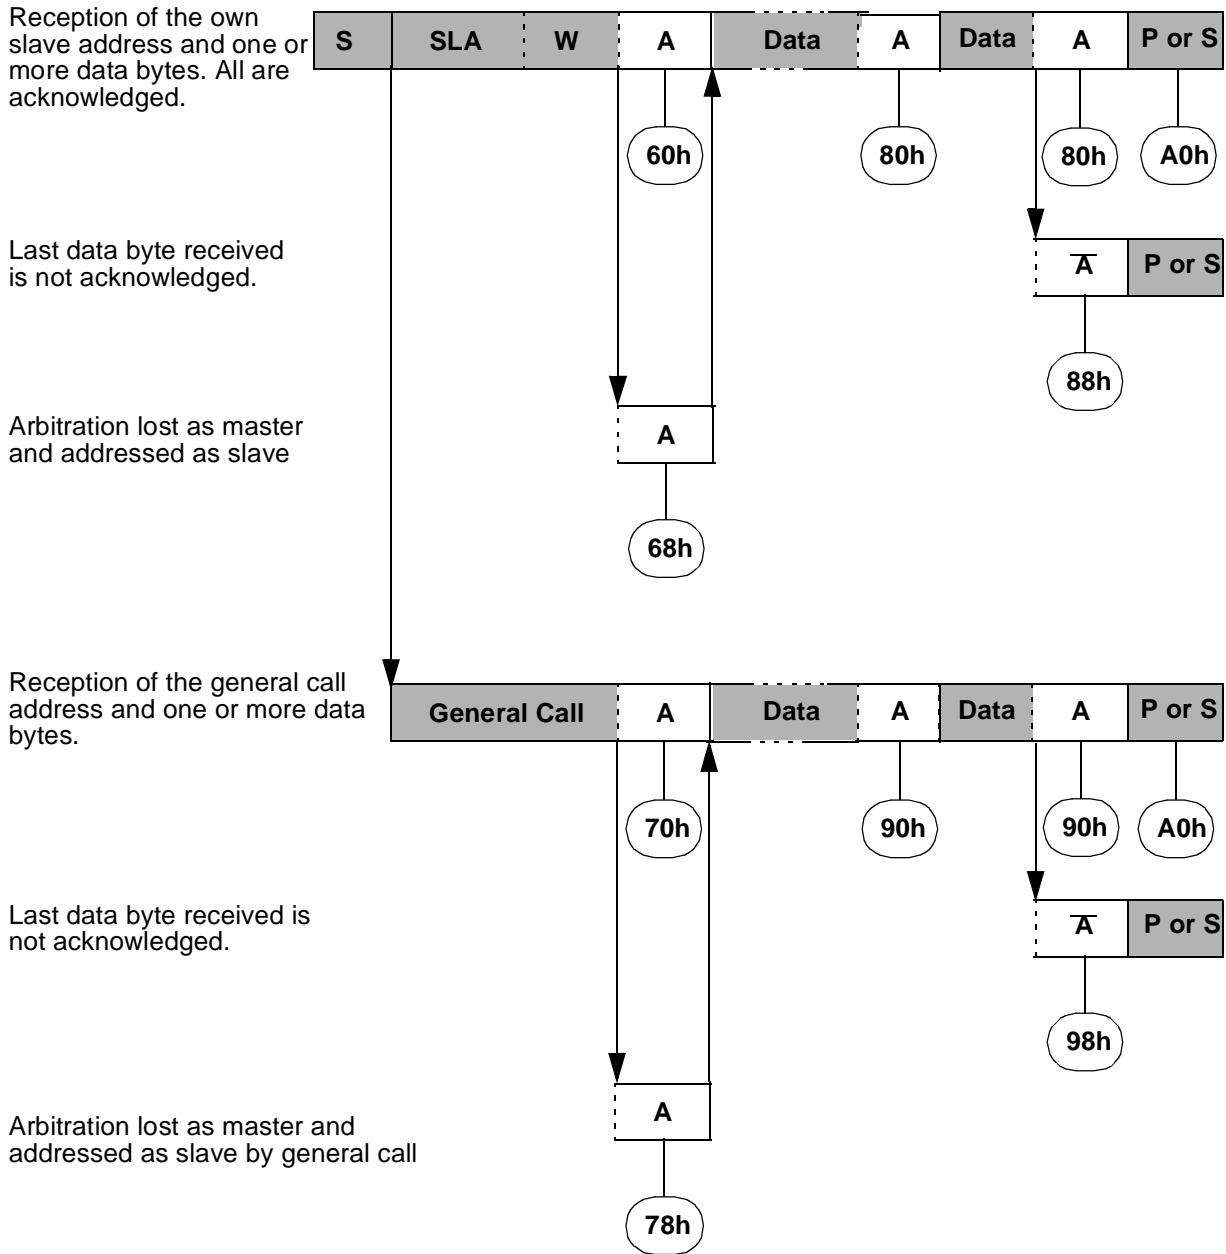 Reception of the own
slave address and one or
more data bytes. All are
acknowledged.
S SLA W A Data A Data A P or S
60h 80h 80h A0h
Last data byte received
is not acknowledged.
A̅ P or S
88h
Arbitration lost as master
and addressed as slave
A
68h
Reception of the general call
address and one or more data
bytes.
General Call A Data A Data A P or S
70h 90h 90h A0h
Last data byte received is
not acknowledged.
A̅ P or S
98h
Arbitration lost as master and
addressed as slave by general call
A
78h